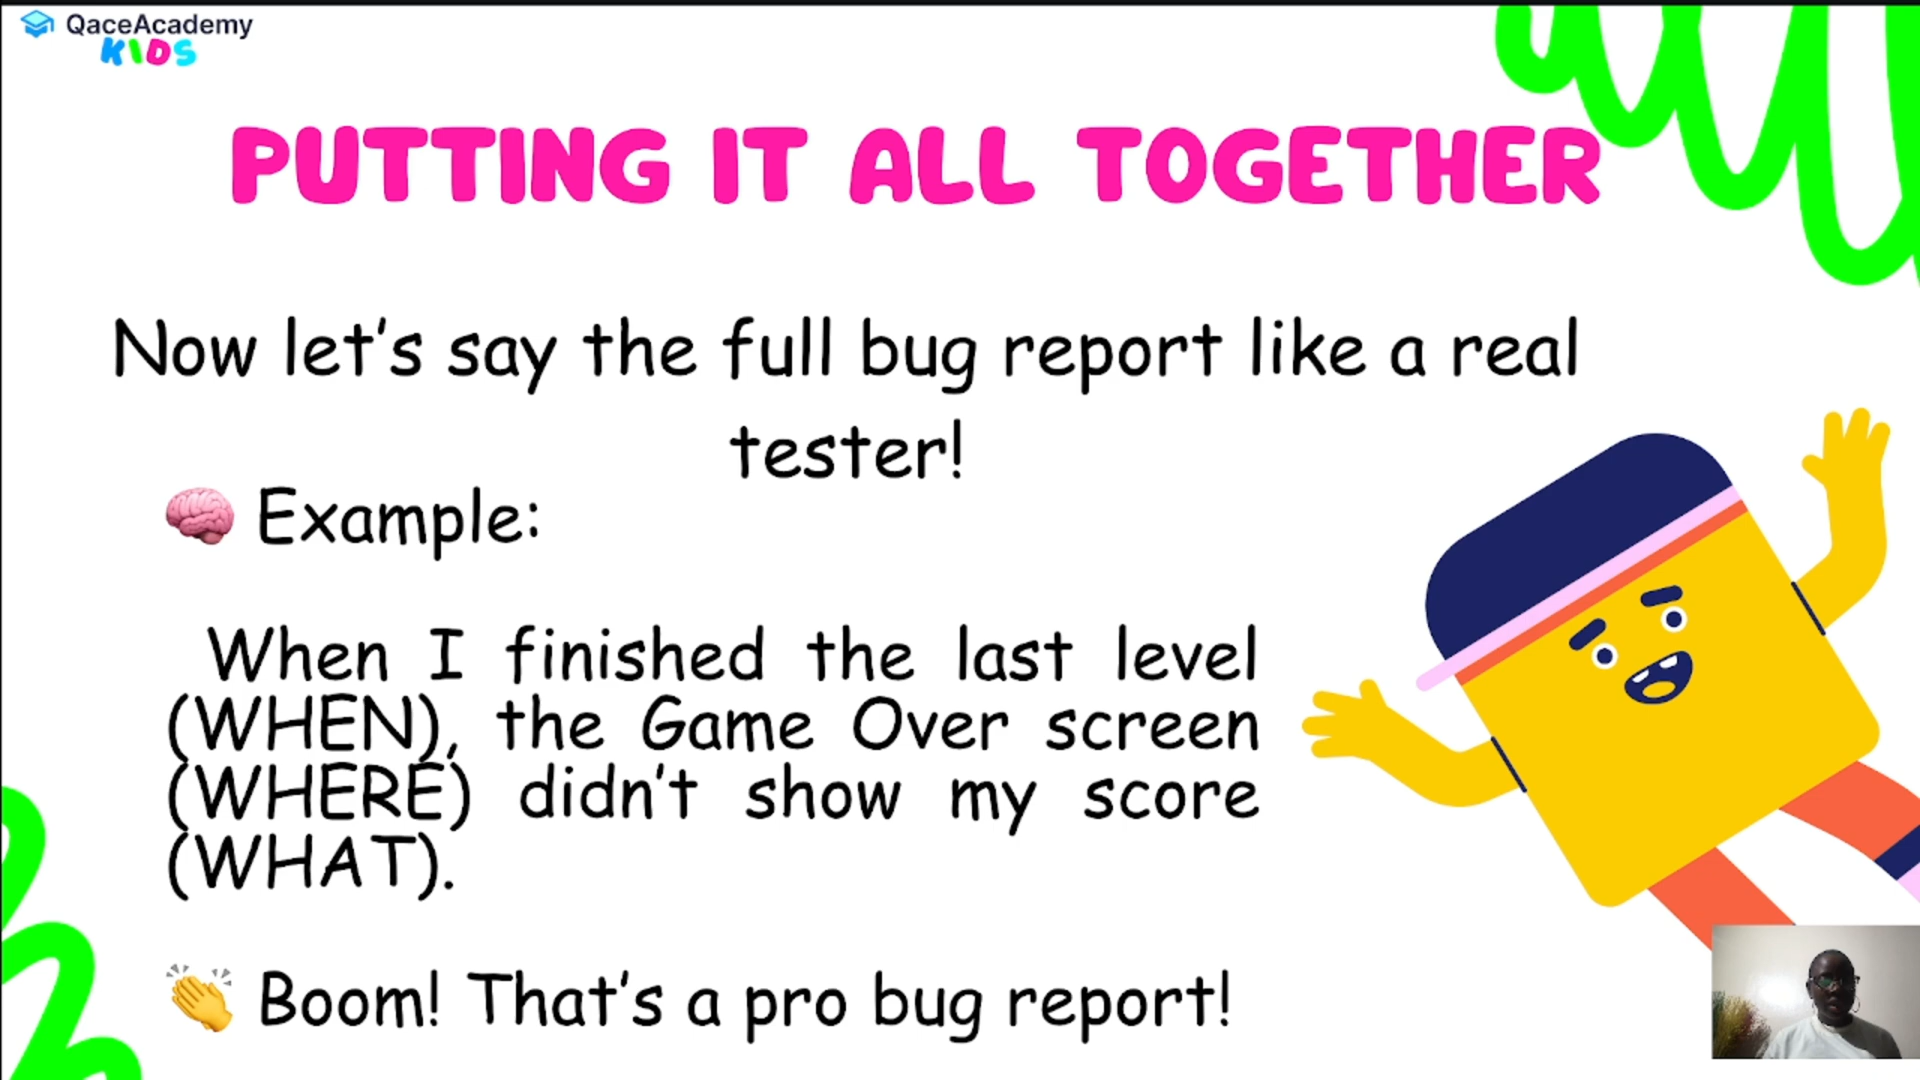 QaceAcademy
KIDS
PUTTING IT ALL TOGETHER
Now let's say the full bug report like a real
tester!
🧠 Example:
When I finished the last level
(WHEN), the Game Over screen
(WHERE) didn't show my score
(WHAT).
👏 Boom! That's a pro bug report!